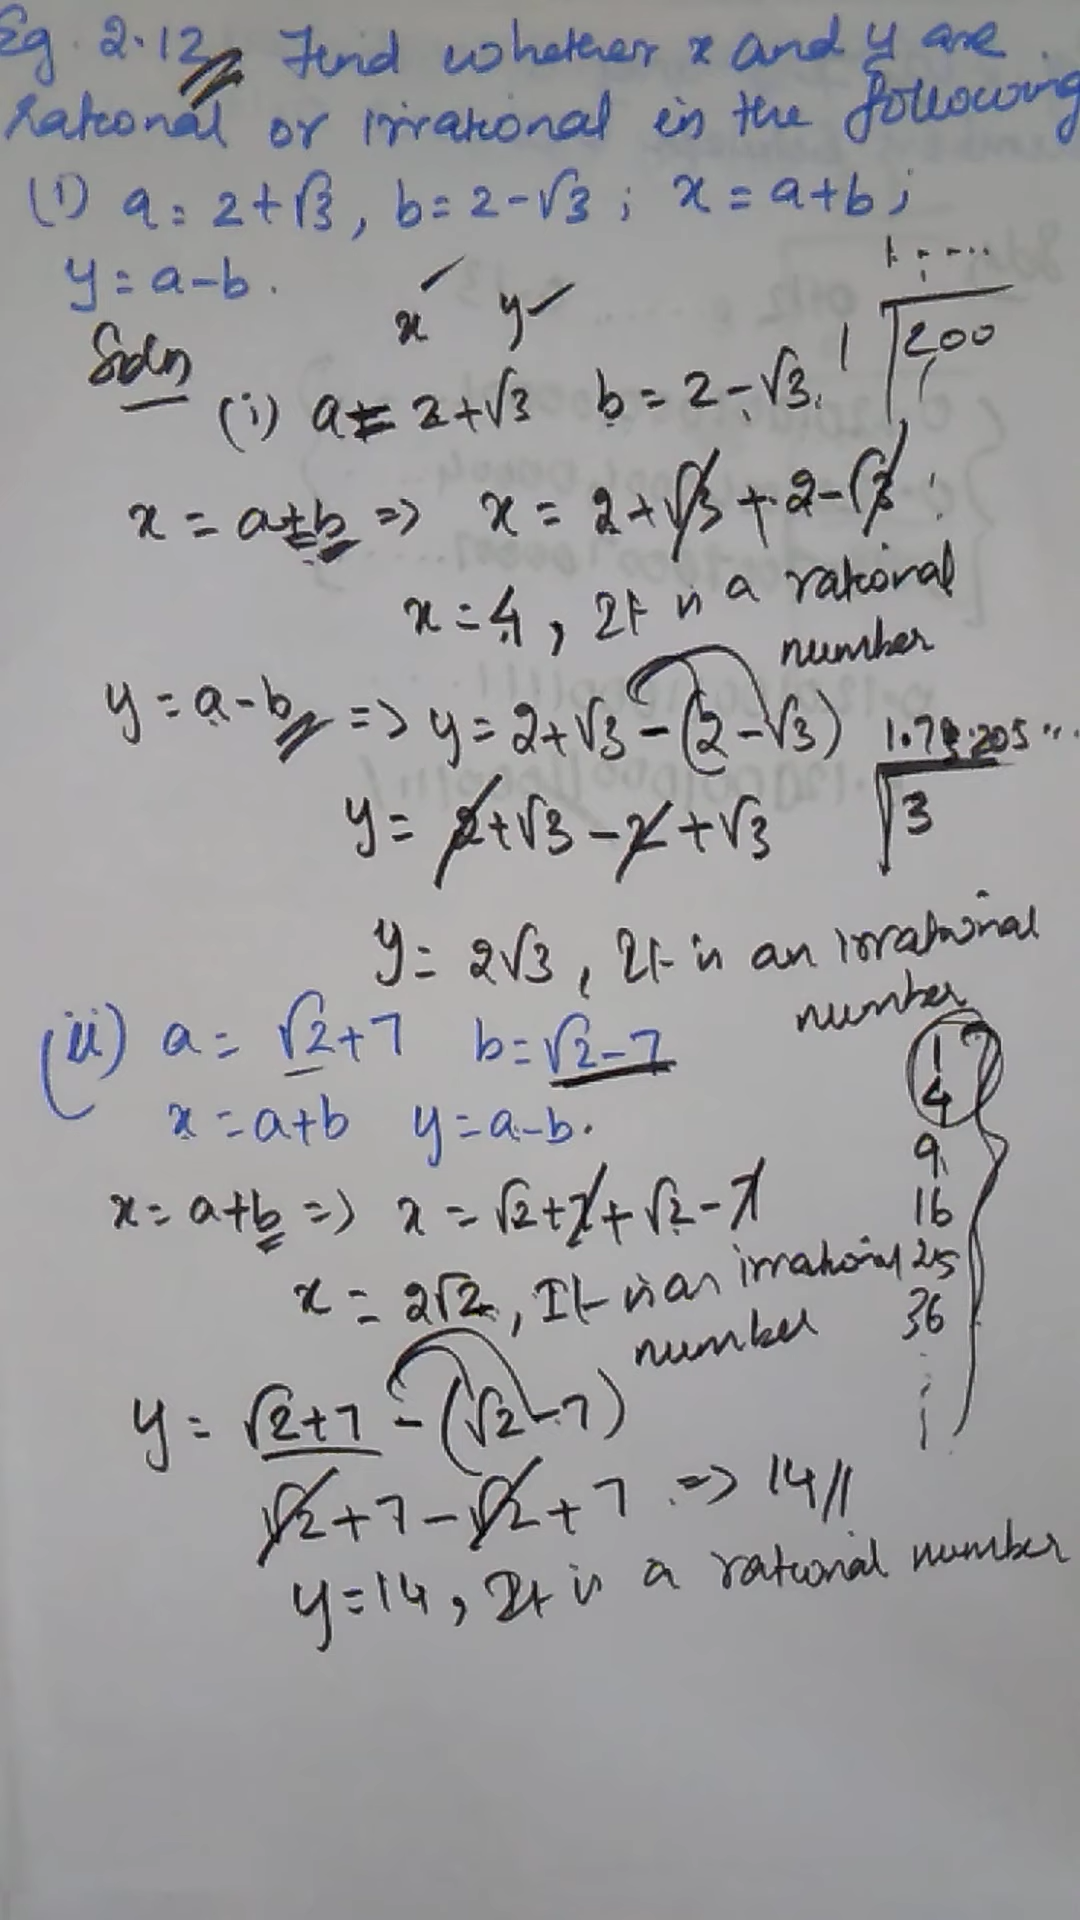 Eg. 2.12, Find whether x and y are
rational or irrational in the following
(i) a = 2+√3, b = 2-√3; x = a+b;
y = a-b.
x y
1 200
Soln
(i) a = 2+√3 b = 2-√3.
x = a+b => x = 2+√3 + 2-√3
x = 4, It is a rational
number
y = a-b => y = 2+√3 - (2-√3)
√3 1.73205...
y = 2+√3 - 2+√3
y = 2√3, It is an irrational
number
(ii) a = √2+7 b = √2-7
x = a+b y = a-b.
1
4
9
16
25
36
x = a+b => x = √2+7+√2-7
x = 2√2, It is an irrational
number
y = √2+7 - (√2-7)
√2+7-√2+7 => 14//
y = 14, It is a rational number